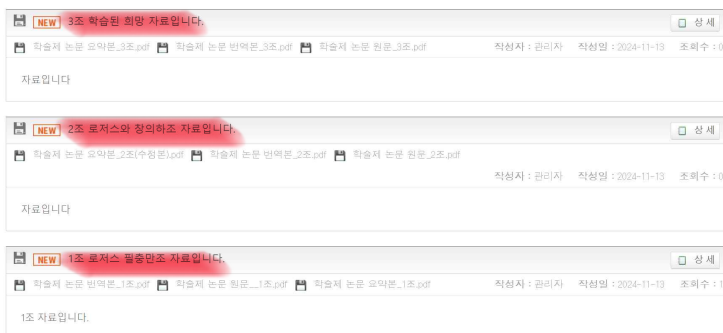 NEW 3조 학습된 희망 자료입니다. 상 세
학술제 논문 요약본_3조.pdf 학술제 논문 번역본_3조.pdf 학술제 논문 원문_3조.pdf 작성자 : 관리자 작성일 : 2024-11-13 조회수 : 0
자료입니다
NEW 2조 로저스와 장의하조 자료입니다. 상 세
학술제 논문 요약본_2조(수정본).pdf 학술제 논문 번역본_2조.pdf 학술제 논문 원문_2조.pdf
작성자 : 관리자 작성일 : 2024-11-13 조회수 : 0
자료입니다
NEW 1조 로저스 필충만조 자료입니다. 상 세
학술제 논문 번역본_1조.pdf 학술제 논문 원문__1조.pdf 학술제 논문 요약본_1조.pdf 작성자 : 관리자 작성일 : 2024-11-13 조회수 : 1
1조 자료입니다.